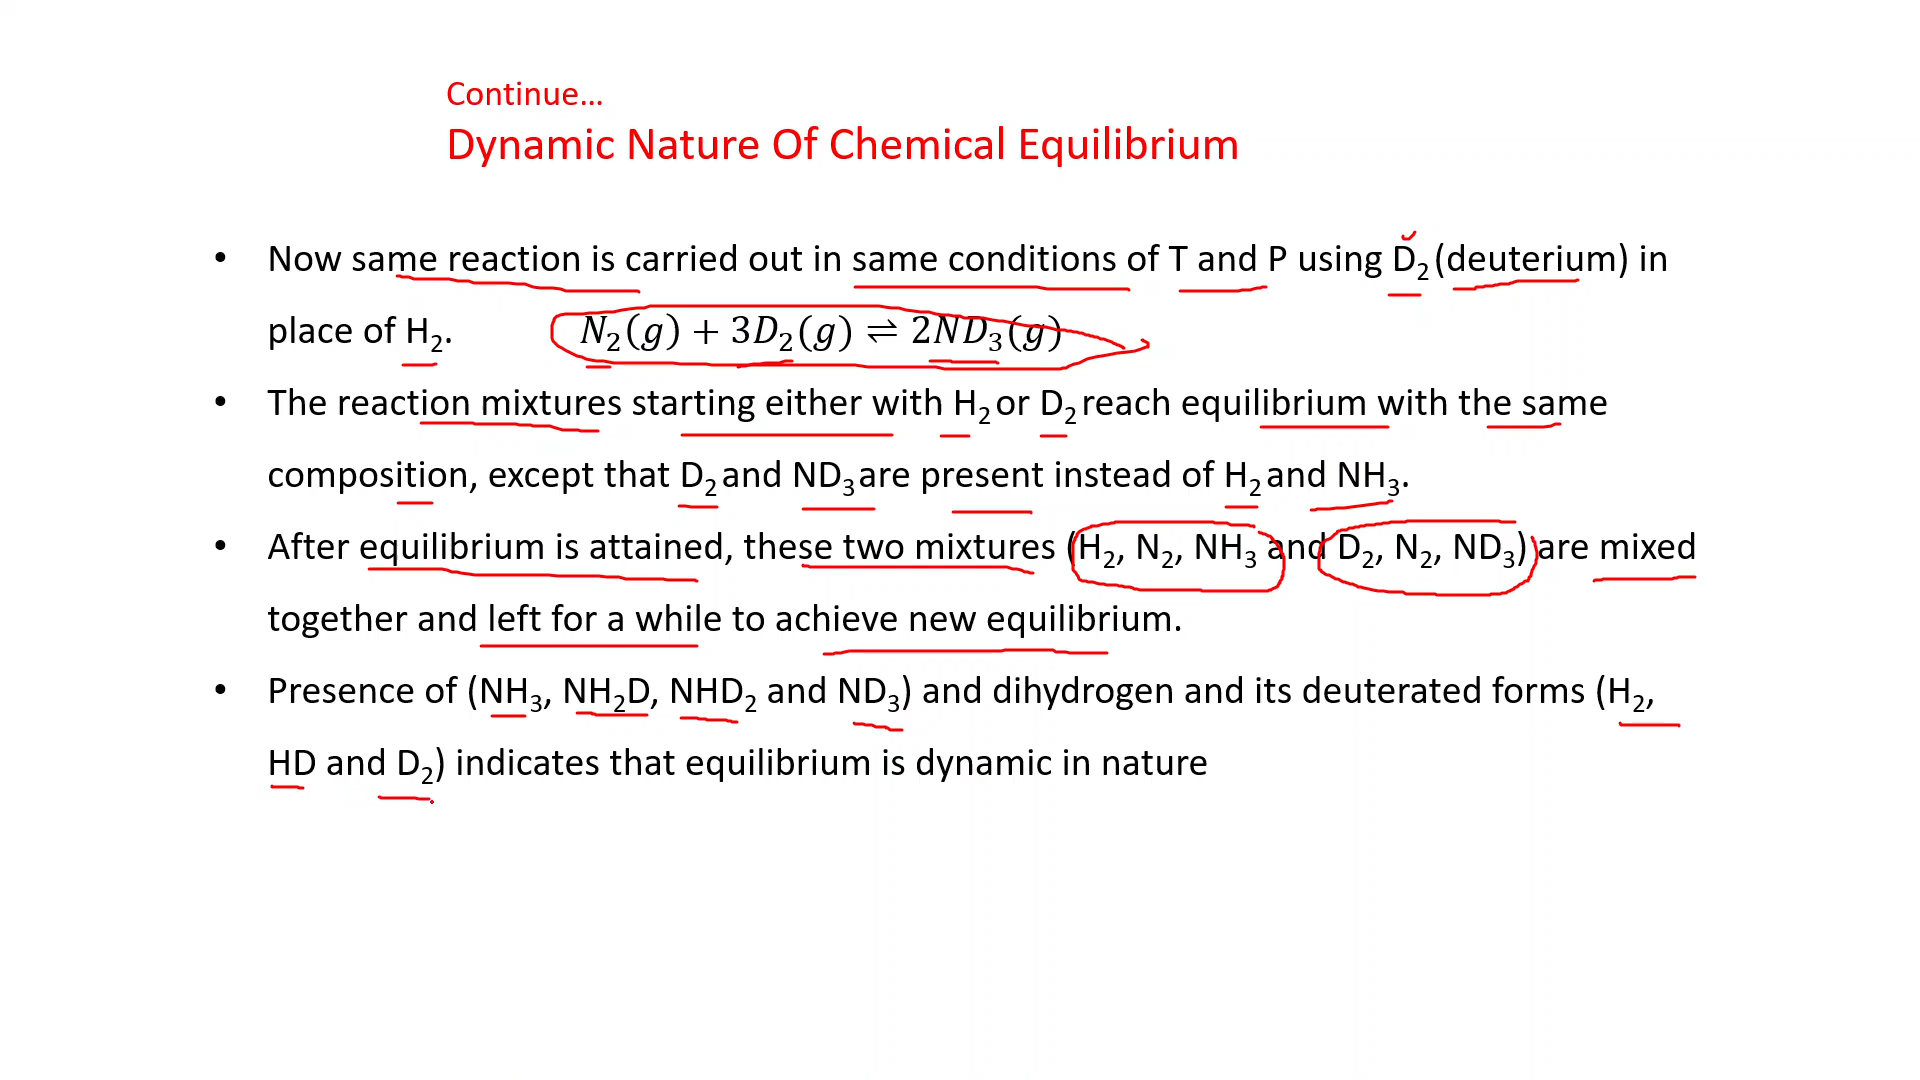 Continue...
Dynamic Nature Of Chemical Equilibrium
• Now same reaction is carried out in same conditions of T and P using D₂ (deuterium) in
place of H₂. N₂(g) + 3D₂(g) ⇌ 2ND₃(g)
• The reaction mixtures starting either with H₂ or D₂ reach equilibrium with the same
composition, except that D₂ and ND₃ are present instead of H₂ and NH₃.
• After equilibrium is attained, these two mixtures (H₂, N₂, NH₃ and D₂, N₂, ND₃) are mixed
together and left for a while to achieve new equilibrium.
• Presence of (NH₃, NH₂D, NHD₂ and ND₃) and dihydrogen and its deuterated forms (H₂,
HD and D₂) indicates that equilibrium is dynamic in nature